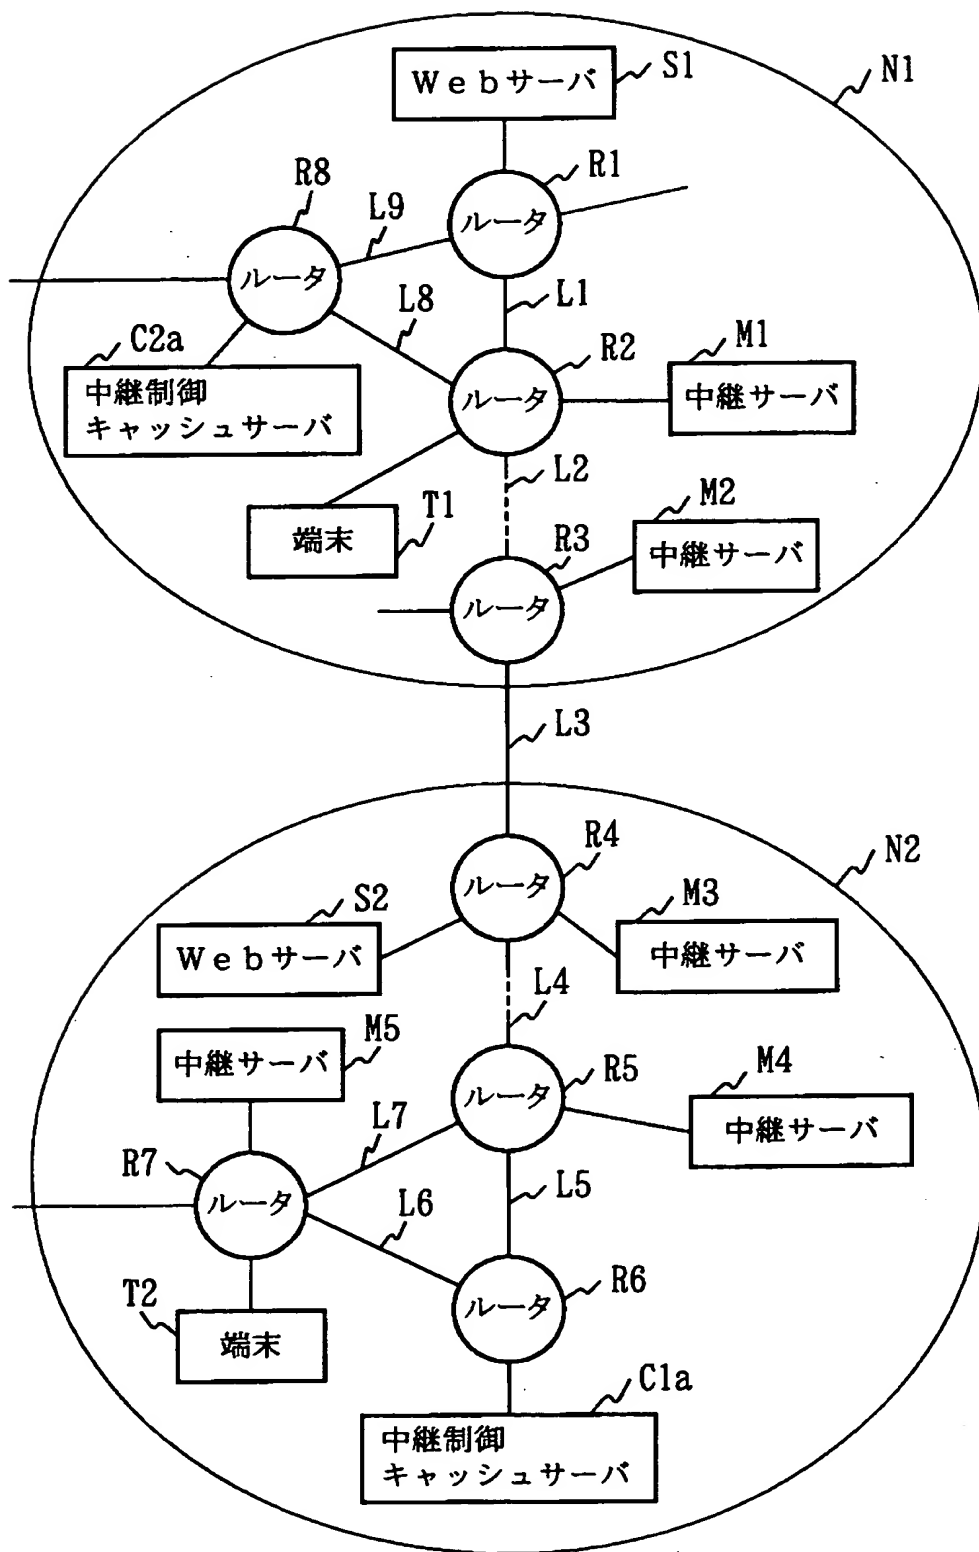 N1
S1
Ｗｅｂサーバ
R1
ルータ
R8
ルータ
L9
L1
L8
C2a
中継制御
キャッシュサーバ
R2
ルータ
M1
中継サーバ
L2
T1
端末
M2
中継サーバ
R3
ルータ
L3
N2
R4
ルータ
S2
Ｗｅｂサーバ
M3
中継サーバ
L4
M5
中継サーバ
R5
ルータ
M4
中継サーバ
L7
R7
ルータ
L5
L6
T2
端末
R6
ルータ
C1a
中継制御
キャッシュサーバ